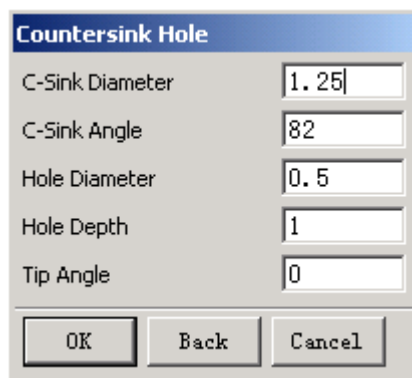 Countersink Hole
C-Sink Diameter 1.25
C-Sink Angle 82
Hole Diameter 0.5
Hole Depth 1
Tip Angle 0
OK Back Cancel